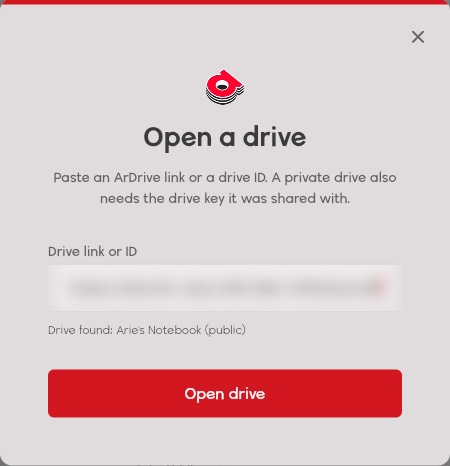 Open a drive
Paste an ArDrive link or a drive ID. A private drive also
needs the drive key it was shared with.
Drive link or ID
Drive found: Arie's Notebook (public)
Open drive